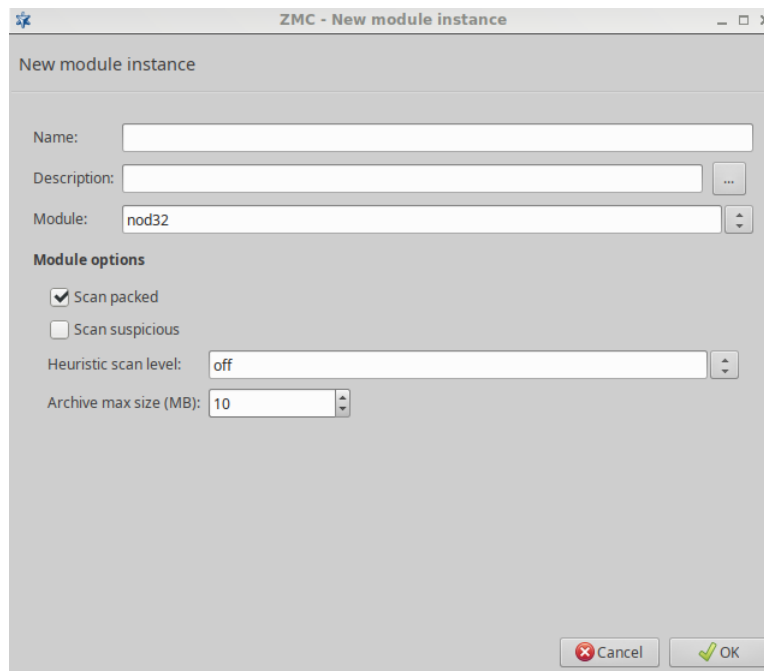 ZMC - New module instance
New module instance
Name:
Description: ...
Module: nod32
Module options
Scan packed
Scan suspicious
Heuristic scan level: off
Archive max size (MB): 10
Cancel OK